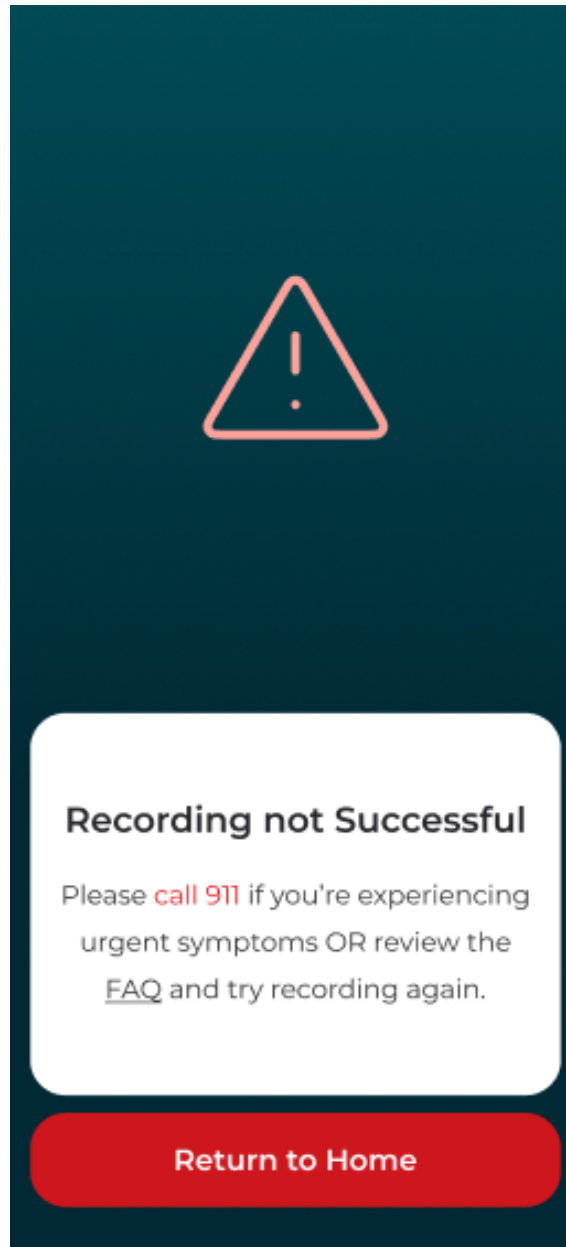 Recording not Successful
Please call 911 if you're experiencing
urgent symptoms OR review the
FAQ and try recording again.
Return to Home